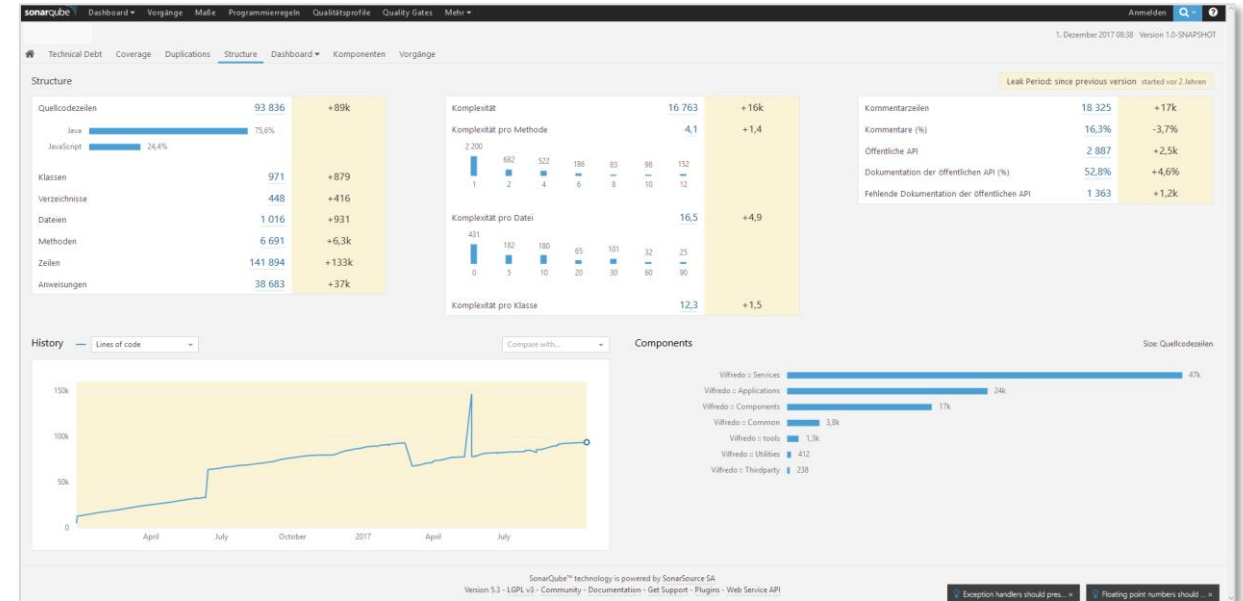 sonarqube Dashboard Vorgänge Maße Programmierregeln Qualitätsprofile Quality Gates Mehr Anmelden
1. Dezember 2017 08:38 Version 1.0-SNAPSHOT
Technical Debt Coverage Duplications Structure Dashboard Komponenten Vorgänge
Structure
Leak Period: since previous version started vor 2 Jahren
Quellcodezeilen 93 836 +89k
Java 75,6%
JavaScript 24,4%
Klassen 971 +879
Verzeichnisse 448 +416
Dateien 1 016 +931
Methoden 6 691 +6,3k
Zeilen 141 894 +133k
Anweisungen 38 683 +37k
Komplexität 16 763 +16k
Komplexität pro Methode 4,1 +1,4
2 200 682 522 186 83 98 152
1 2 4 6 8 10 12
Komplexität pro Datei 16,5 +4,9
431 182 180 65 101 32 25
0 5 10 20 30 60 90
Komplexität pro Klasse 12,3 +1,5
Kommentarzeilen 18 325 +17k
Kommentare (%) 16,3% -3,7%
Öffentliche API 2 887 +2,5k
Dokumentation der öffentlichen API (%) 52,8% +4,6%
Fehlende Dokumentation der öffentlichen API 1 363 +1,2k
History Lines of code Compare with...
150k
100k
50k
0
April July October 2017 April July
Components Size: Quellcodezeilen
Vilfredo :: Services 47k
Vilfredo :: Applications 24k
Vilfredo :: Components 17k
Vilfredo :: Common 3,8k
Vilfredo :: tools 1,3k
Vilfredo :: Utilities 412
Vilfredo :: Thirdparty 238
SonarQube™ technology is powered by SonarSource SA
Version 5.3 - LGPL v3 - Community - Documentation - Get Support - Plugins - Web Service API
Exception handlers should pres... ×
Floating point numbers should ... ×